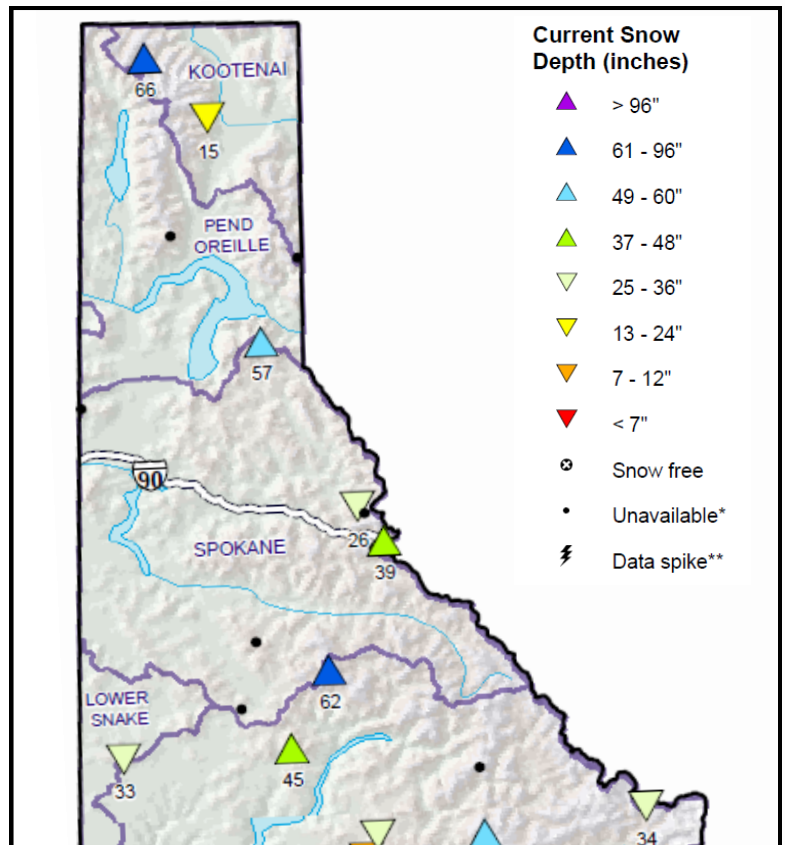 Current Snow
Depth (inches)
> 96"
61 - 96"
49 - 60"
37 - 48"
25 - 36"
13 - 24"
7 - 12"
< 7"
Snow free
Unavailable*
Data spike**
KOOTENAI
66
15
PEND
OREILLE
57
90
26
SPOKANE
39
62
LOWER
SNAKE
45
33
34